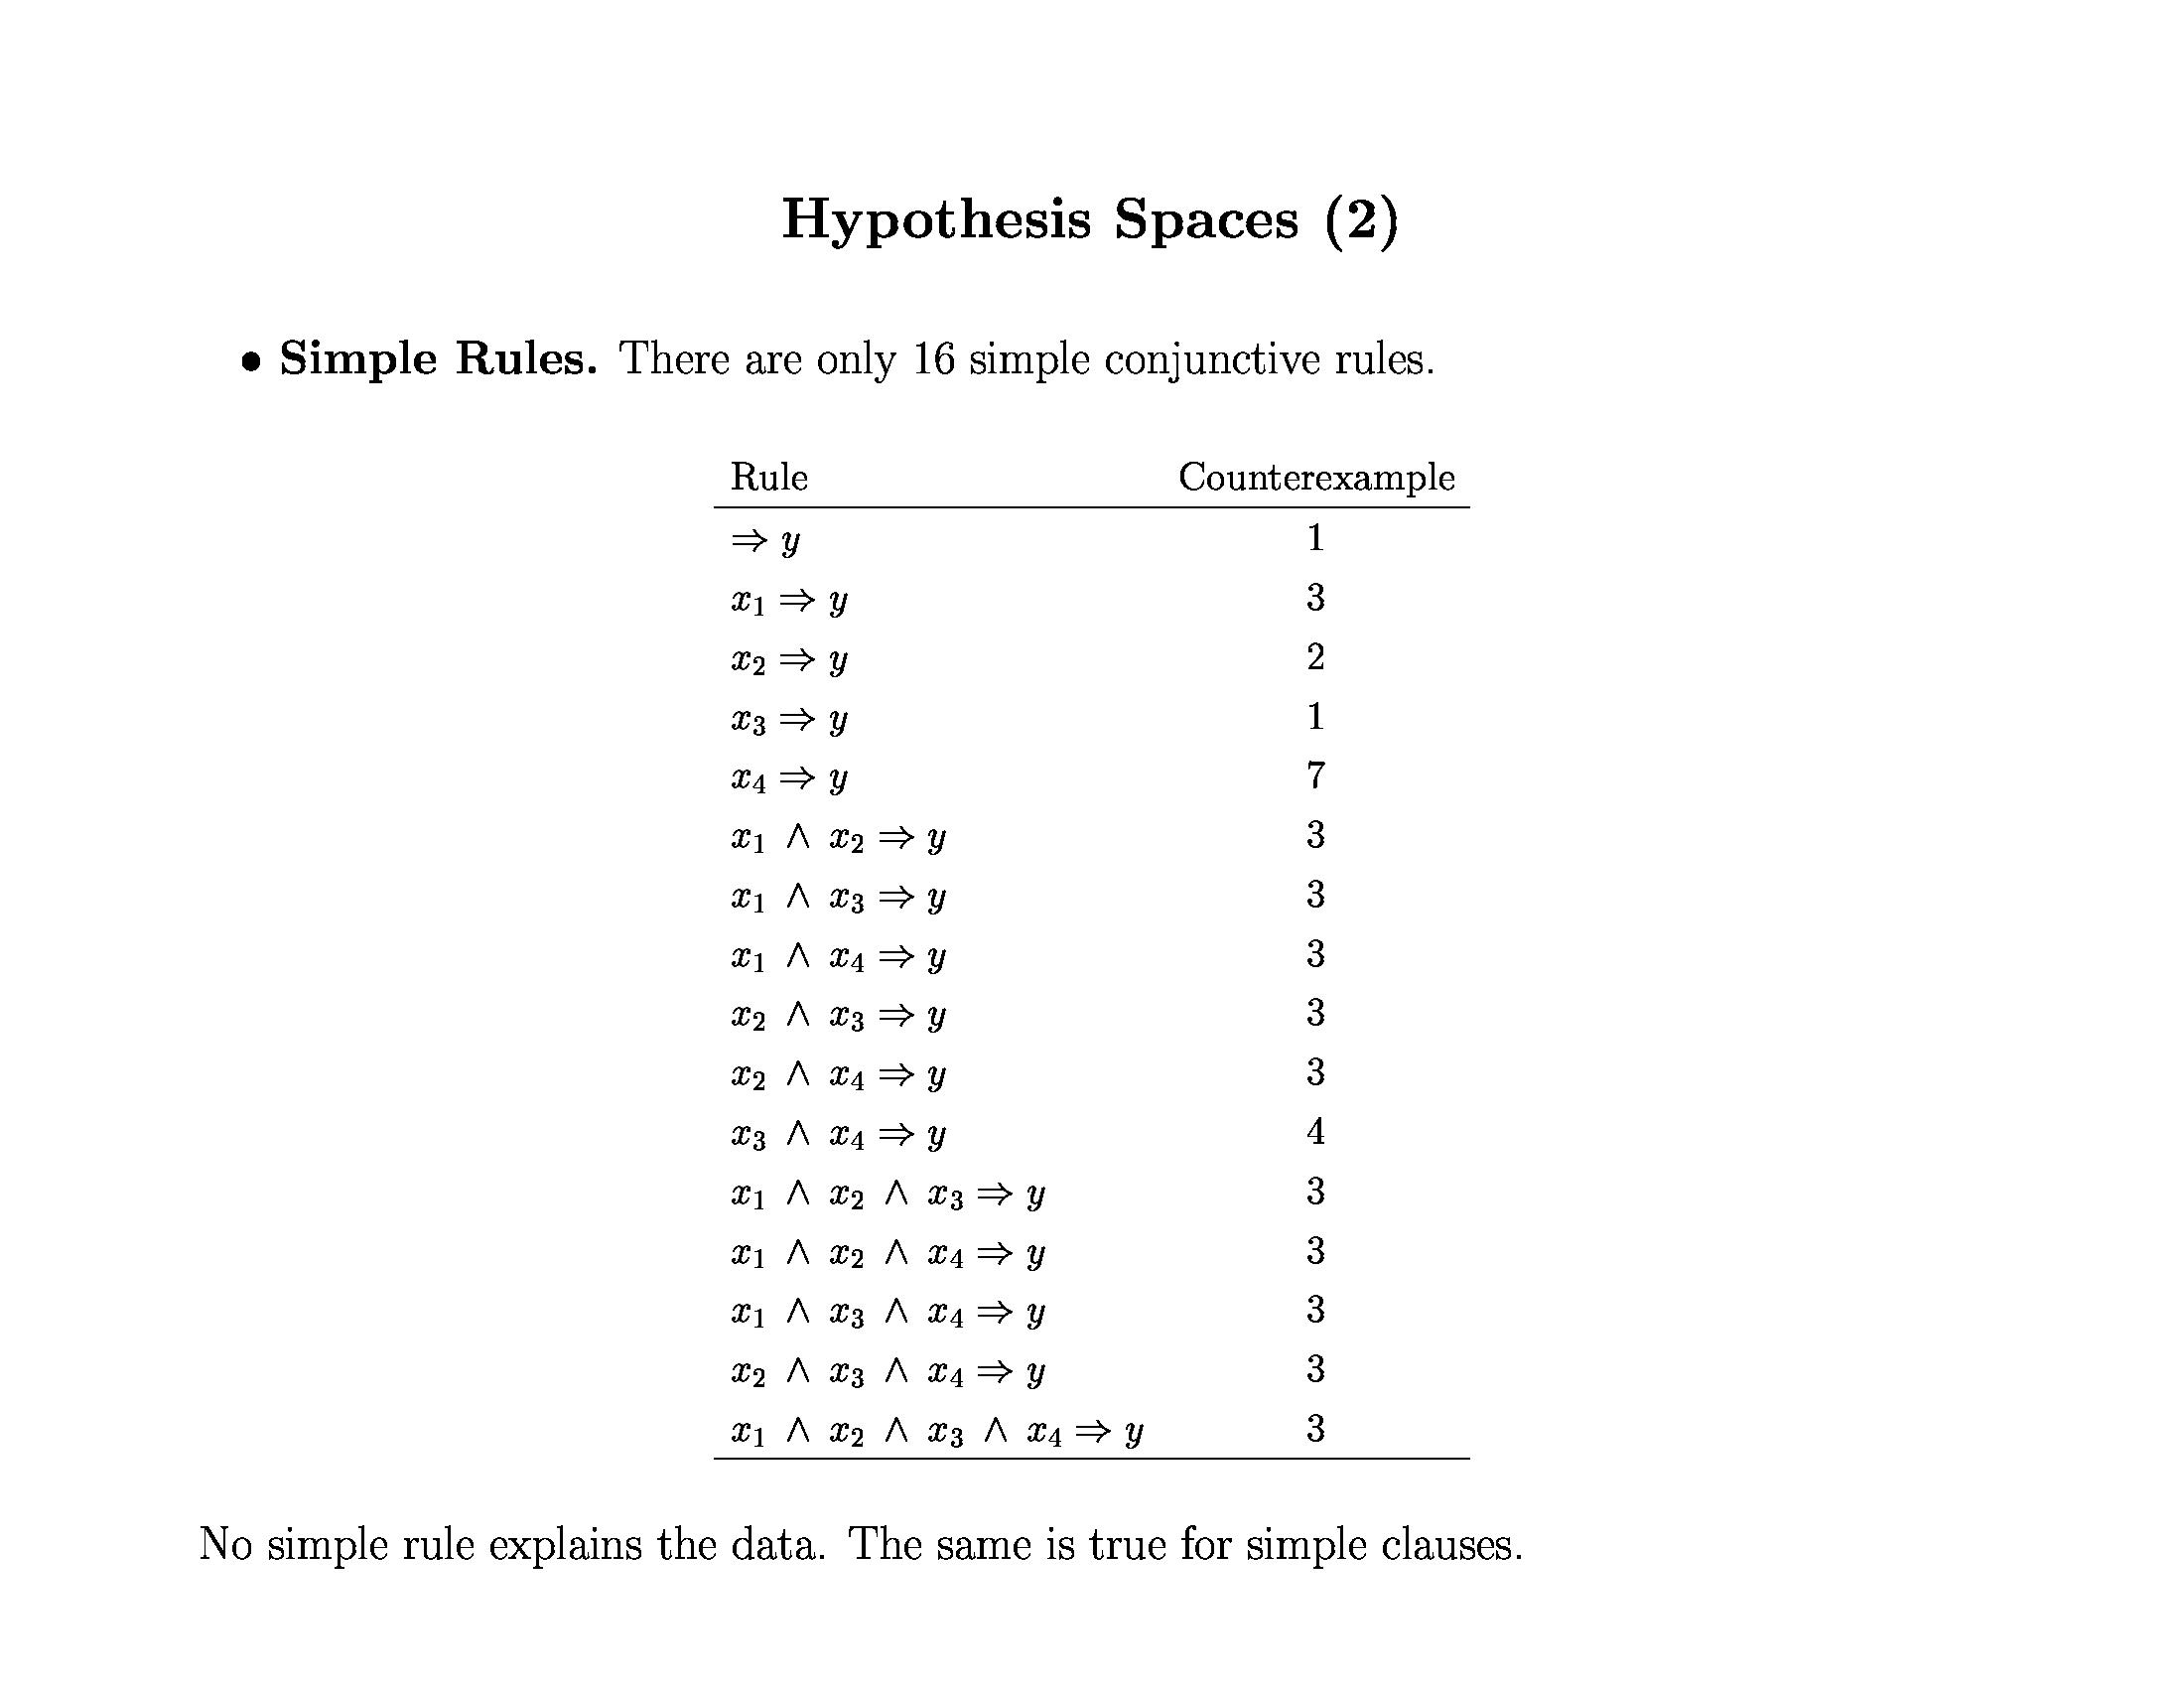 Hypothesis Spaces (2)
• Simple Rules. There are only 16 simple conjunctive rules.
Rule Counterexample
⇒ y 1
x₁ ⇒ y 3
x₂ ⇒ y 2
x₃ ⇒ y 1
x₄ ⇒ y 7
x₁ ∧ x₂ ⇒ y 3
x₁ ∧ x₃ ⇒ y 3
x₁ ∧ x₄ ⇒ y 3
x₂ ∧ x₃ ⇒ y 3
x₂ ∧ x₄ ⇒ y 3
x₃ ∧ x₄ ⇒ y 4
x₁ ∧ x₂ ∧ x₃ ⇒ y 3
x₁ ∧ x₂ ∧ x₄ ⇒ y 3
x₁ ∧ x₃ ∧ x₄ ⇒ y 3
x₂ ∧ x₃ ∧ x₄ ⇒ y 3
x₁ ∧ x₂ ∧ x₃ ∧ x₄ ⇒ y 3
No simple rule explains the data. The same is true for simple clauses.